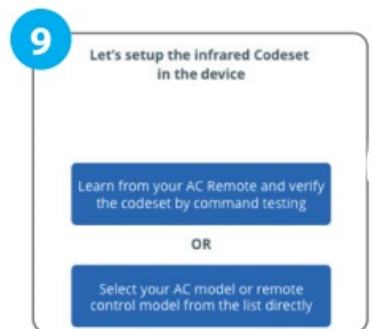 9
Let's setup the infrared Codeset
in the device
Learn from your AC Remote and verify
the codeset by command testing
OR
Select your AC model or remote
control model from the list directly